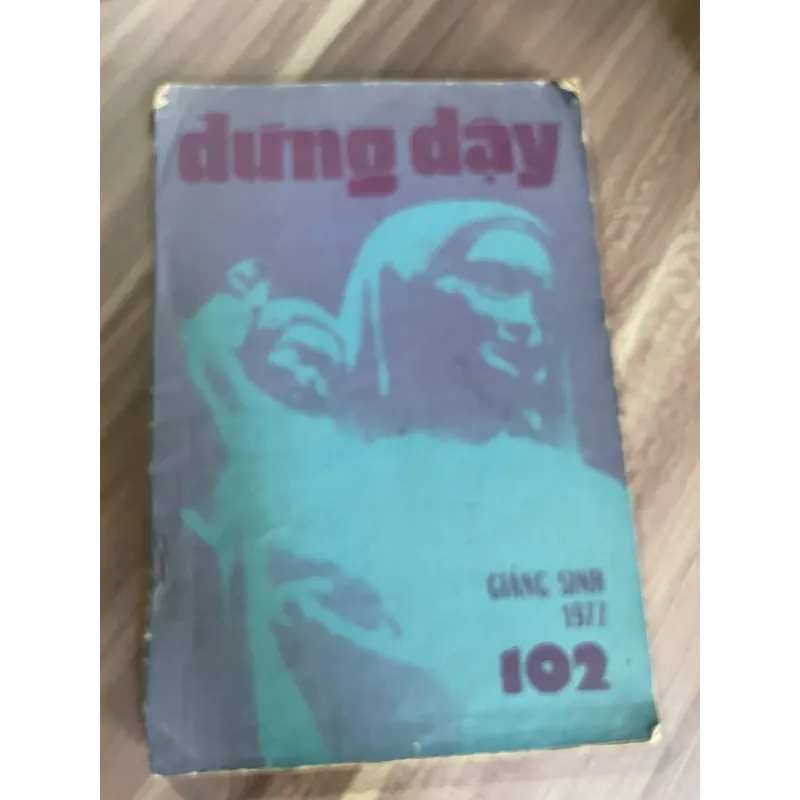 đứng dậy
GIÁNG SINH
1977
102